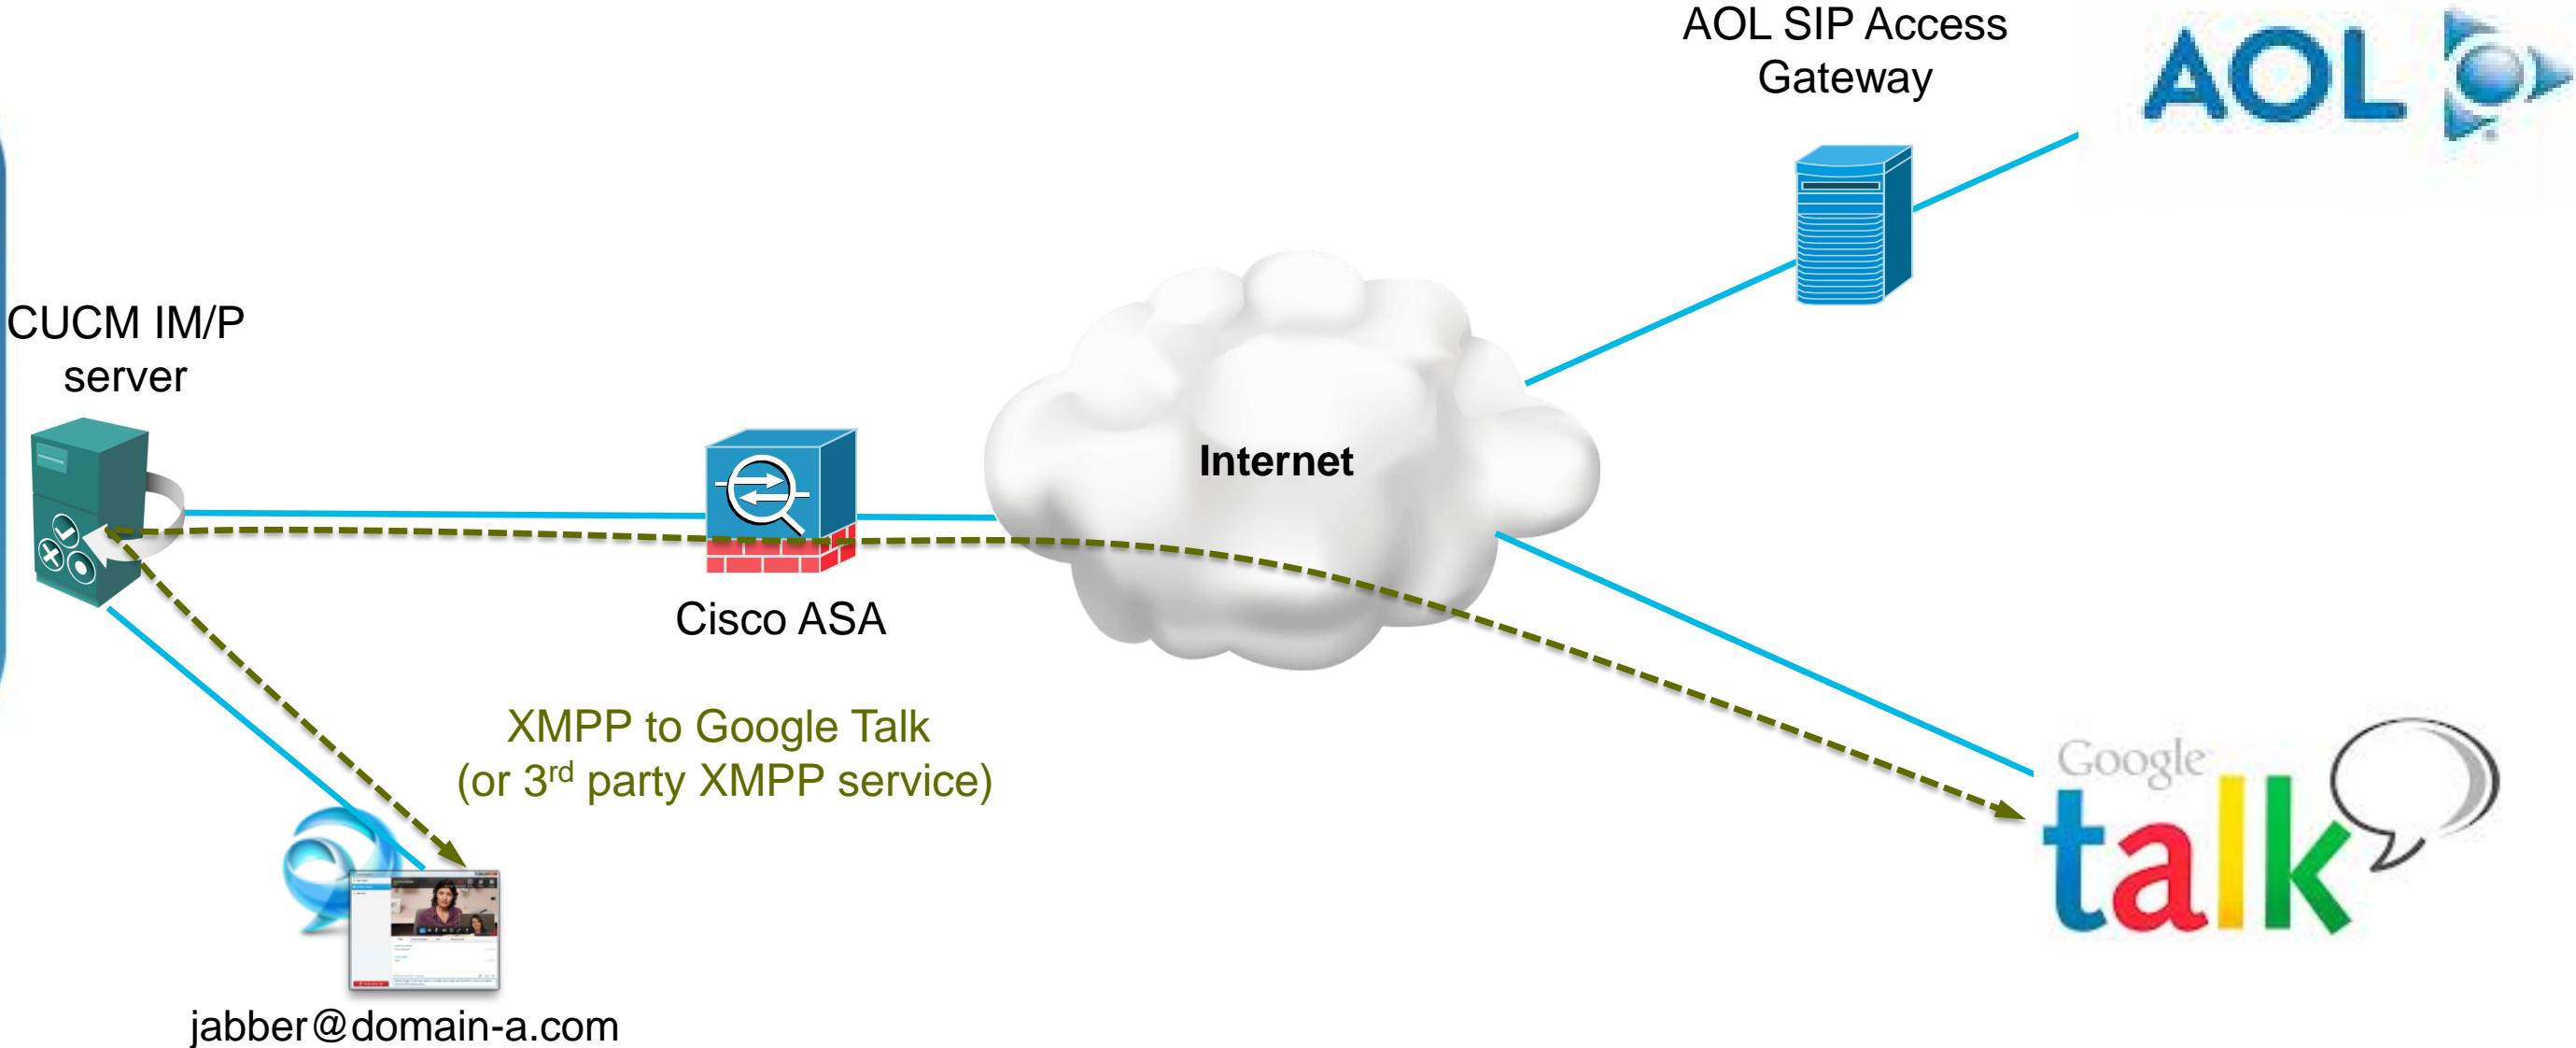 AOL SIP Access
Gateway
AOL
CUCM IM/P
server
Internet
Cisco ASA
XMPP to Google Talk
(or 3rd party XMPP service)
Google
talk
jabber@domain-a.com